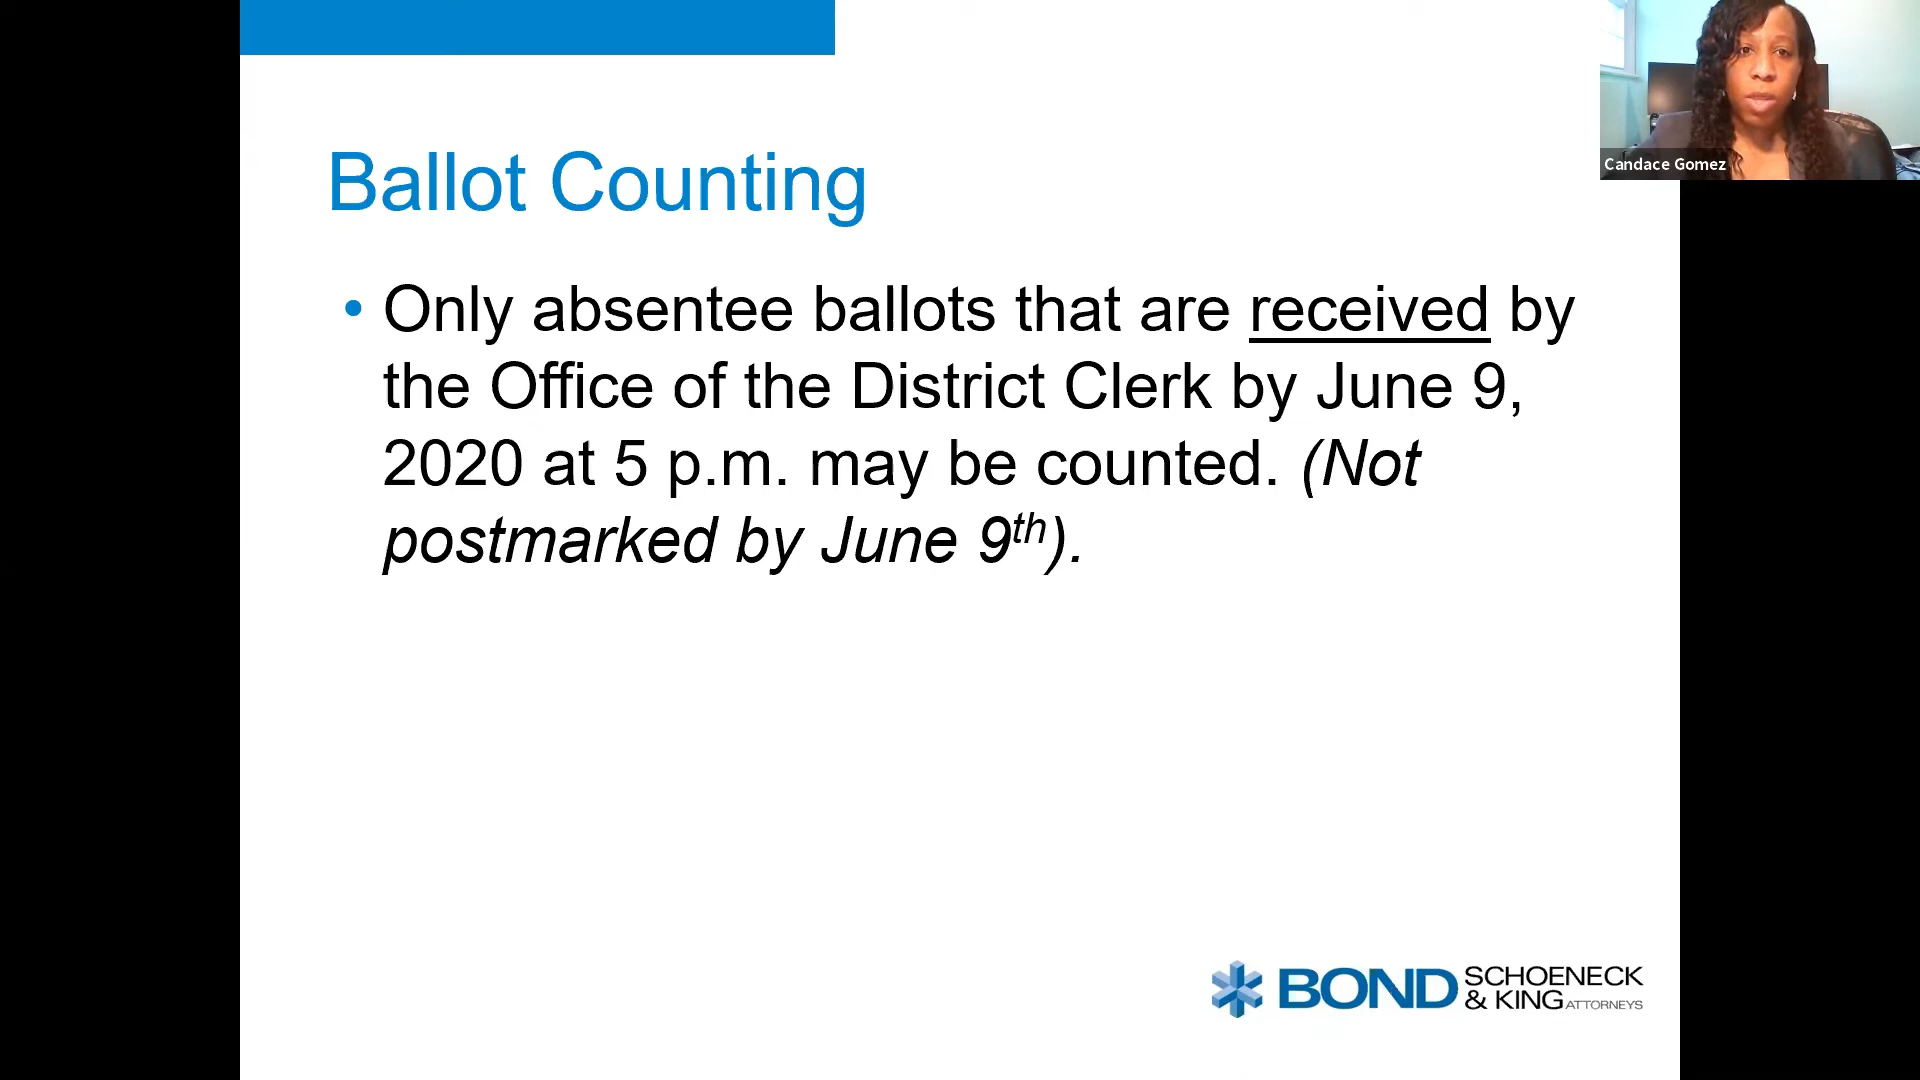 Candace Gomez
Ballot Counting
• Only absentee ballots that are received by
the Office of the District Clerk by June 9,
2020 at 5 p.m. may be counted. (Not
postmarked by June 9th).
BOND SCHOENECK
& KING ATTORNEYS